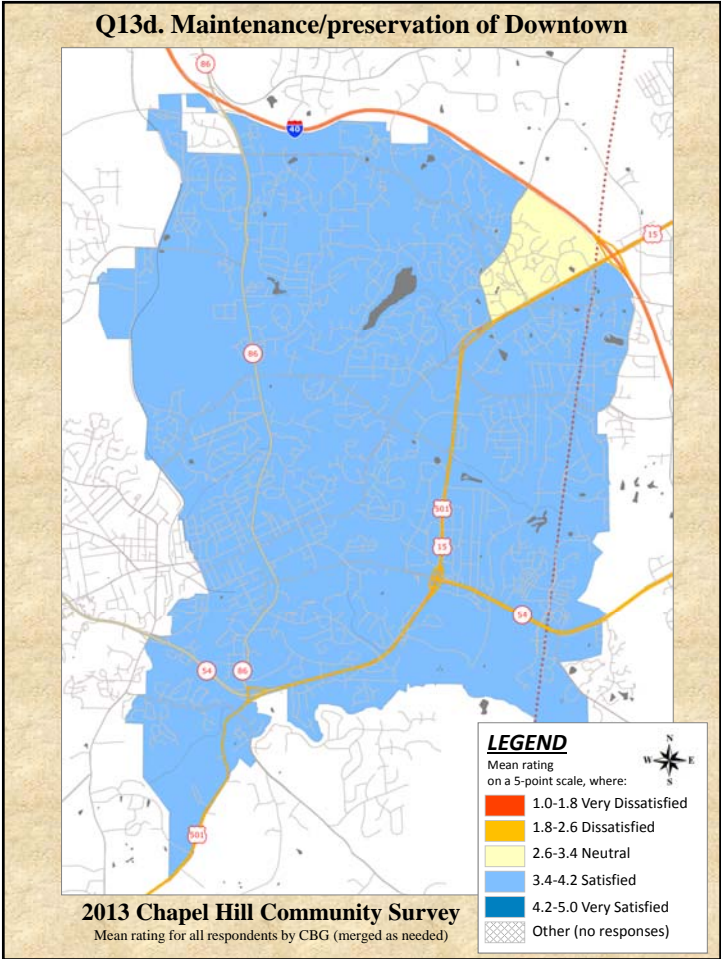 Q13d. Maintenance/preservation of Downtown
86
40
15
86
501
15
54
54
86
501
LEGEND
N
W E
S
Mean rating
on a 5-point scale, where:
1.0-1.8 Very Dissatisfied
1.8-2.6 Dissatisfied
2.6-3.4 Neutral
3.4-4.2 Satisfied
4.2-5.0 Very Satisfied
Other (no responses)
2013 Chapel Hill Community Survey
Mean rating for all respondents by CBG (merged as needed)